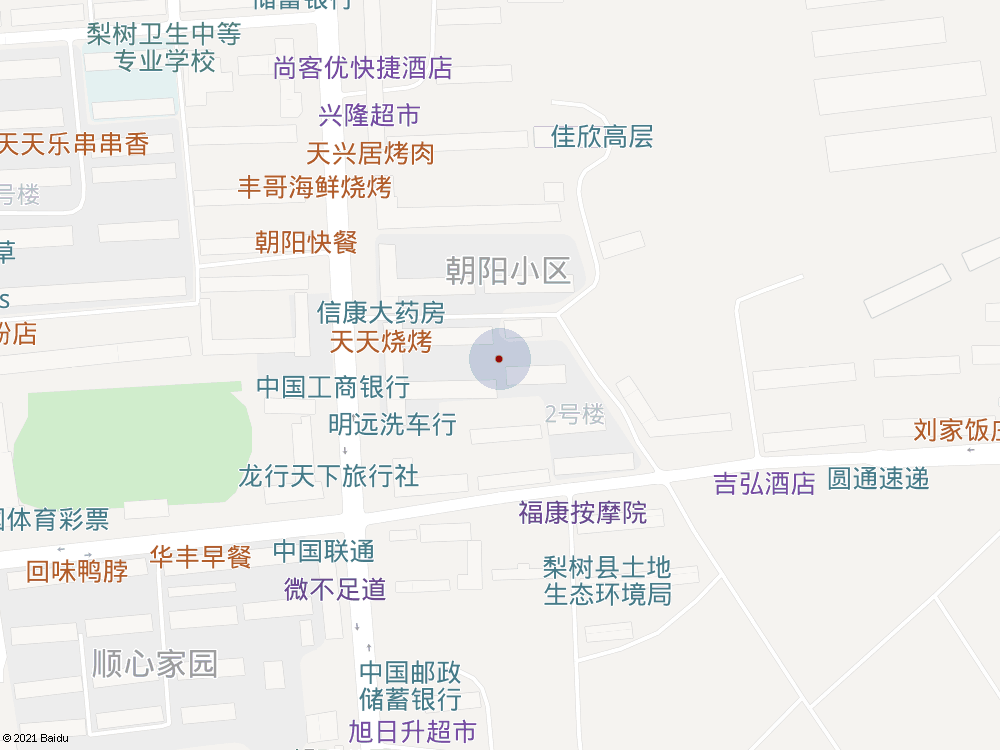 储蓄银行
梨树卫生中等
专业学校
尚客优快捷酒店
兴隆超市
佳欣高层
天天乐串串香
天兴居烤肉
丰哥海鲜烧烤
号楼
朝阳快餐
草
朝阳小区
s
信康大药房
粉店
天天烧烤
中国工商银行
2号楼
明远洗车行
刘家饭庄
龙行天下旅行社
吉弘酒店
圆通速递
福康按摩院
国体育彩票
中国联通
华丰早餐
回味鸭脖
梨树县土地
生态环境局
微不足道
顺心家园
中国邮政
储蓄银行
旭日升超市
© 2021 Baidu